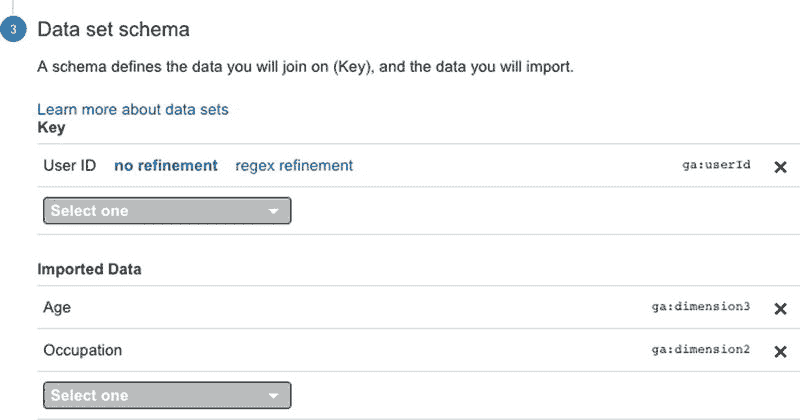 3 Data set schema
A schema defines the data you will join on (Key), and the data you will import.
Learn more about data sets
Key
User ID no refinement regex refinement ga:userId ×
Select one
Imported Data
Age ga:dimension3 ×
Occupation ga:dimension2 ×
Select one